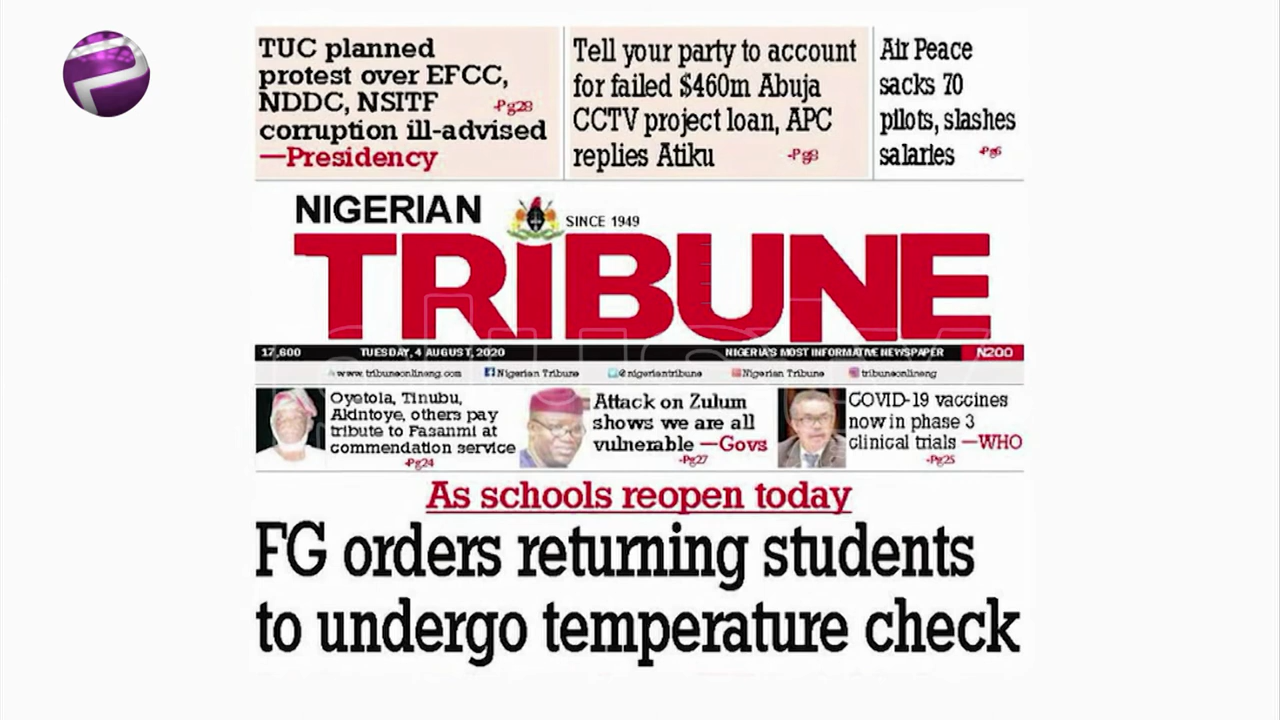 TUC planned
protest over EFCC,
NDDC, NSITF -Pg28
corruption ill-advised
—Presidency
Tell your party to account
for failed $460m Abuja
CCTV project loan, APC
replies Atiku -Pg8
Air Peace
sacks 70
pilots, slashes
salaries -Pg6
NIGERIAN
SINCE 1949
TRIBUNE
17,600 TUESDAY, 4 AUGUST, 2020 NIGERIA'S MOST INFORMATIVE NEWSPAPER N200
www.tribuneonlineng.com Nigerian Tribune @nigeriantribune Nigerian Tribune tribuneonlineng
Oyetola, Tinubu,
Akintoye, others pay
tribute to Fasanmi at
commendation service
-Pg24
Attack on Zulum
shows we are all
vulnerable —Govs
-Pg27
COVID-19 vaccines
now in phase 3
clinical trials —WHO
-Pg25
As schools reopen today
FG orders returning students
to undergo temperature check